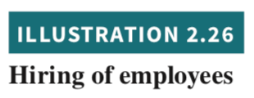 ILLUSTRATION 2.26
Hiring of employees